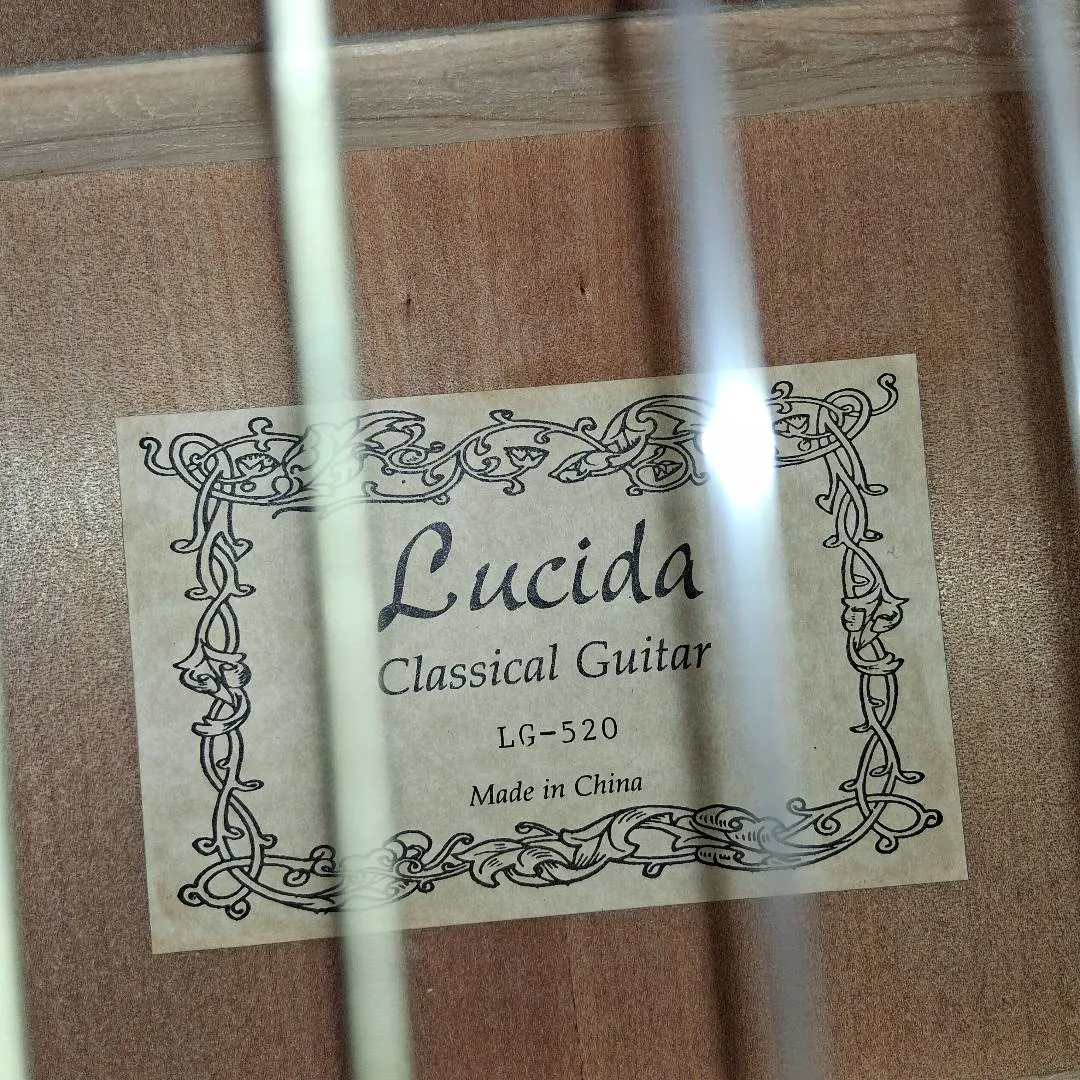 Lucida
Classical Guitar
LG-520
Made in China